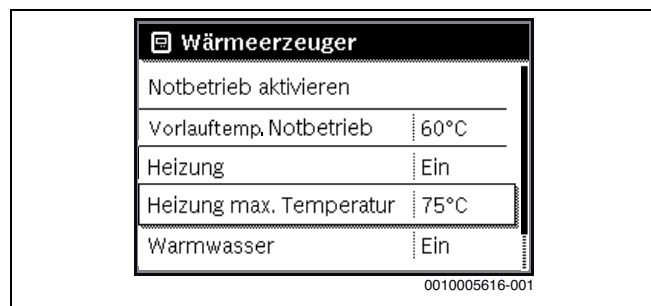 Wärmeerzeuger
Notbetrieb aktivieren
Vorlauftemp. Notbetrieb 60°C
Heizung Ein
Heizung max. Temperatur 75°C
Warmwasser Ein
0010005616-001